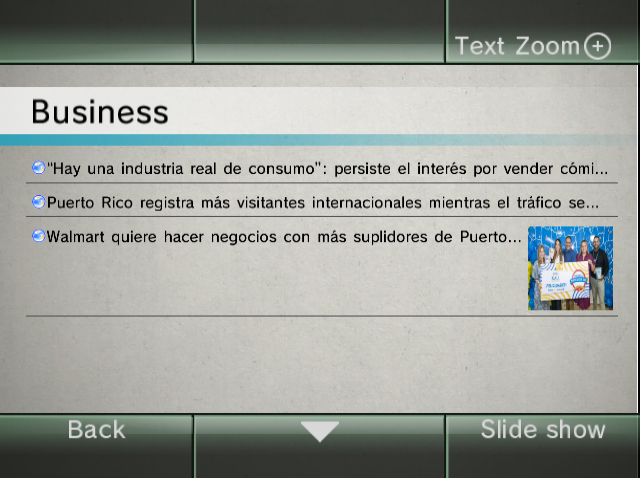 Text Zoom
Business
"Hay una industria real de consumo": persiste el interés por vender cómi...
Puerto Rico registra más visitantes internacionales mientras el tráfico se...
Walmart quiere hacer negocios con más suplidores de Puerto...
Back
Slide show